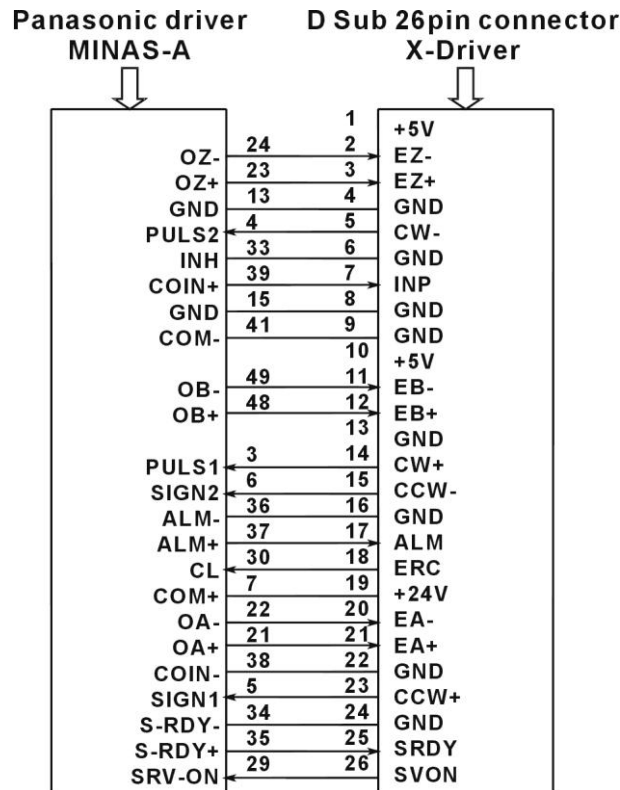 Panasonic driver D Sub 26pin connector
MINAS-A X-Driver
1 +5V
OZ- 24 2 EZ-
OZ+ 23 3 EZ+
GND 13 4 GND
PULS2 4 5 CW-
INH 33 6 GND
COIN+ 39 7 INP
GND 15 8 GND
COM- 41 9 GND
10 +5V
OB- 49 11 EB-
OB+ 48 12 EB+
13 GND
PULS1 3 14 CW+
SIGN2 6 15 CCW-
ALM- 36 16 GND
ALM+ 37 17 ALM
CL 30 18 ERC
COM+ 7 19 +24V
OA- 22 20 EA-
OA+ 21 21 EA+
COIN- 38 22 GND
SIGN1 5 23 CCW+
S-RDY- 34 24 GND
S-RDY+ 35 25 SRDY
SRV-ON 29 26 SVON